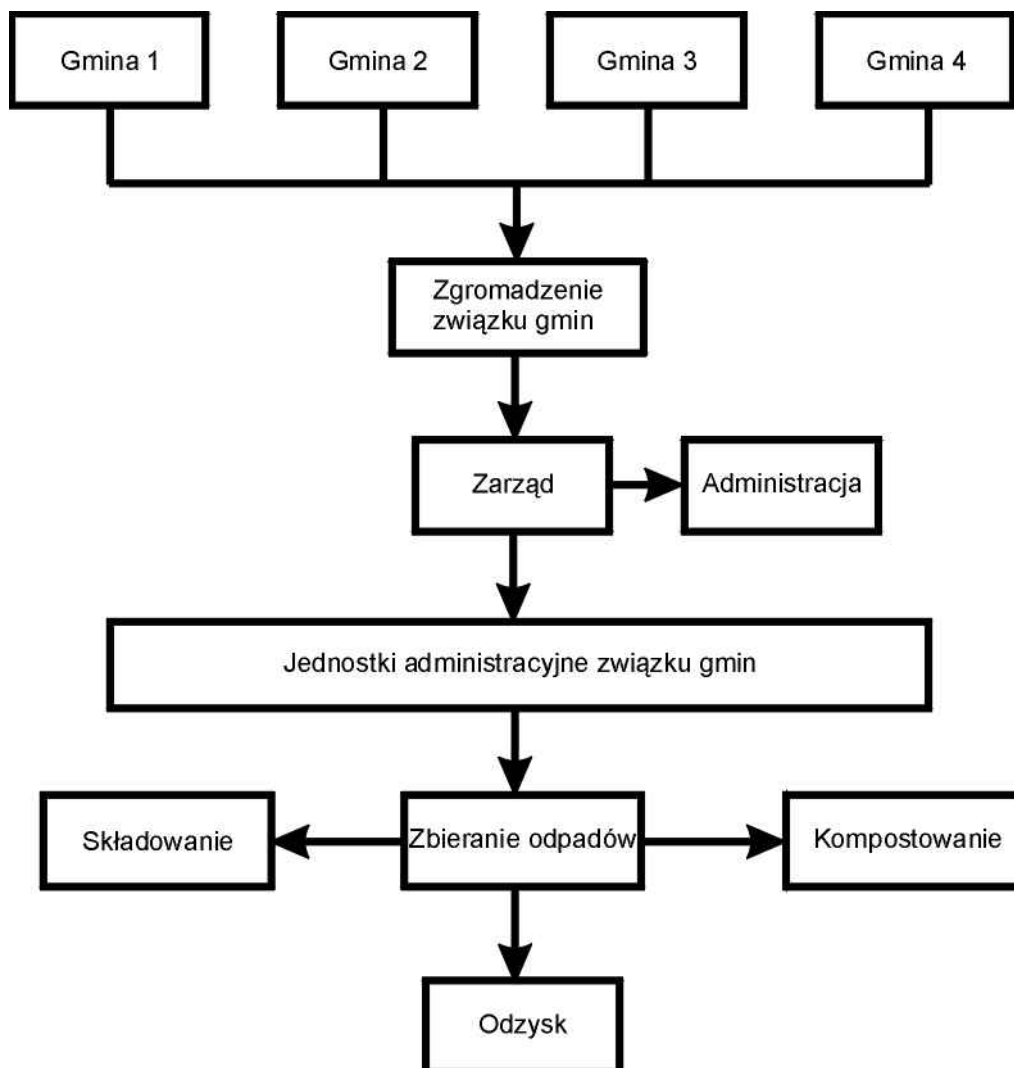 Gmina 1
Gmina 2
Gmina 3
Gmina 4
Zgromadzenie
związku gmin
Zarząd
Administracja
Jednostki administracyjne związku gmin
Składowanie
Zbieranie odpadów
Kompostowanie
Odzysk